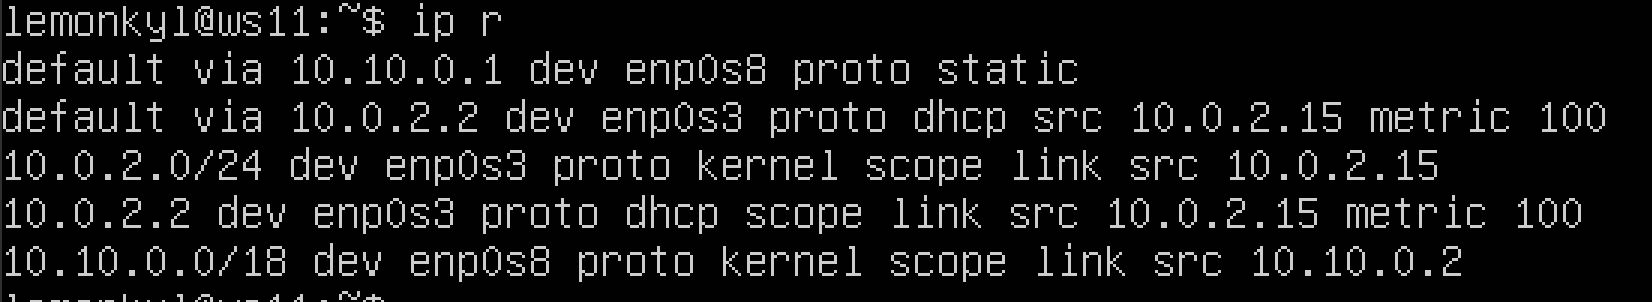 lemonkyl@ws11:~$ ip r
default via 10.10.0.1 dev enp0s8 proto static
default via 10.0.2.2 dev enp0s3 proto dhcp src 10.0.2.15 metric 100
10.0.2.0/24 dev enp0s3 proto kernel scope link src 10.0.2.15
10.0.2.2 dev enp0s3 proto dhcp scope link src 10.0.2.15 metric 100
10.10.0.0/18 dev enp0s8 proto kernel scope link src 10.10.0.2
lemonkyl@ws11:~$